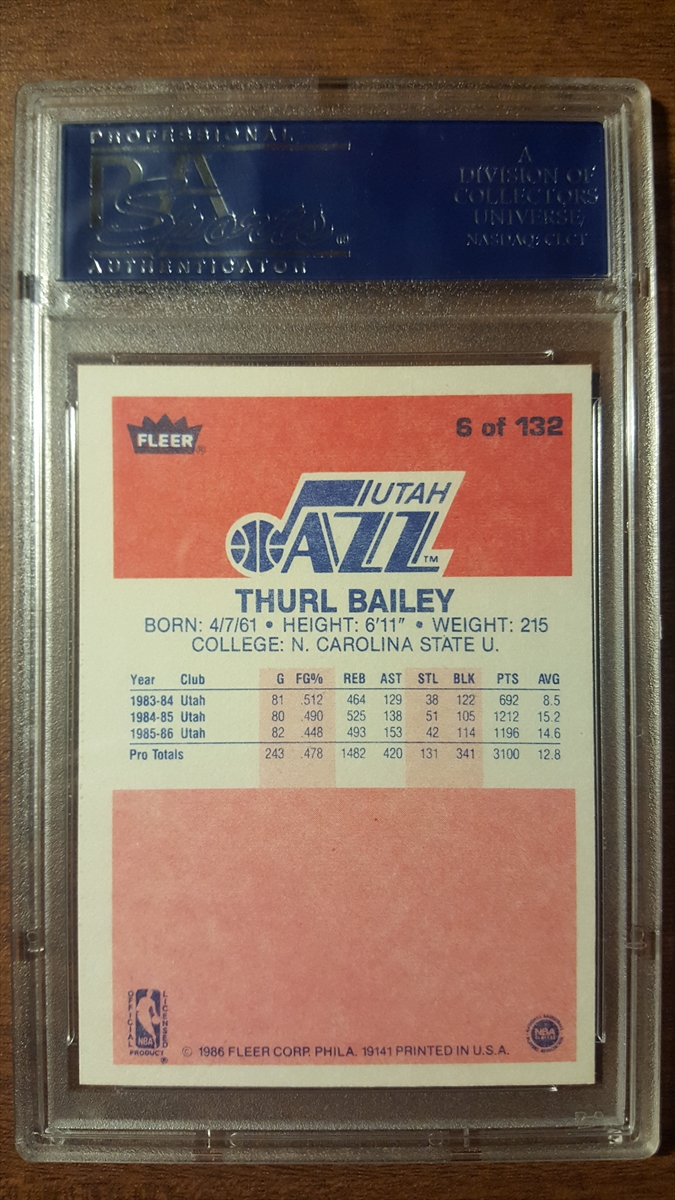 PROFESSIONAL
PSA
Sports®
AUTHENTICATOR
A
DIVISION OF
COLLECTORS
UNIVERSE
NASDAQ: CLCT
FLEER®
6 of 132
UTAH
JAZZ™
THURL BAILEY
BORN: 4/7/61 • HEIGHT: 6'11" • WEIGHT: 215
COLLEGE: N. CAROLINA STATE U.
Year Club G FG% REB AST STL BLK PTS AVG
1983-84 Utah 81 .512 464 129 38 122 692 8.5
1984-85 Utah 80 .490 525 138 51 105 1212 15.2
1985-86 Utah 82 .448 493 153 42 114 1196 14.6
Pro Totals 243 .478 1482 420 131 341 3100 12.8
OFFICIAL
LICENSED
NBA
PRODUCT®
NBA
© 1986 FLEER CORP. PHILA. 19141 PRINTED IN U.S.A.